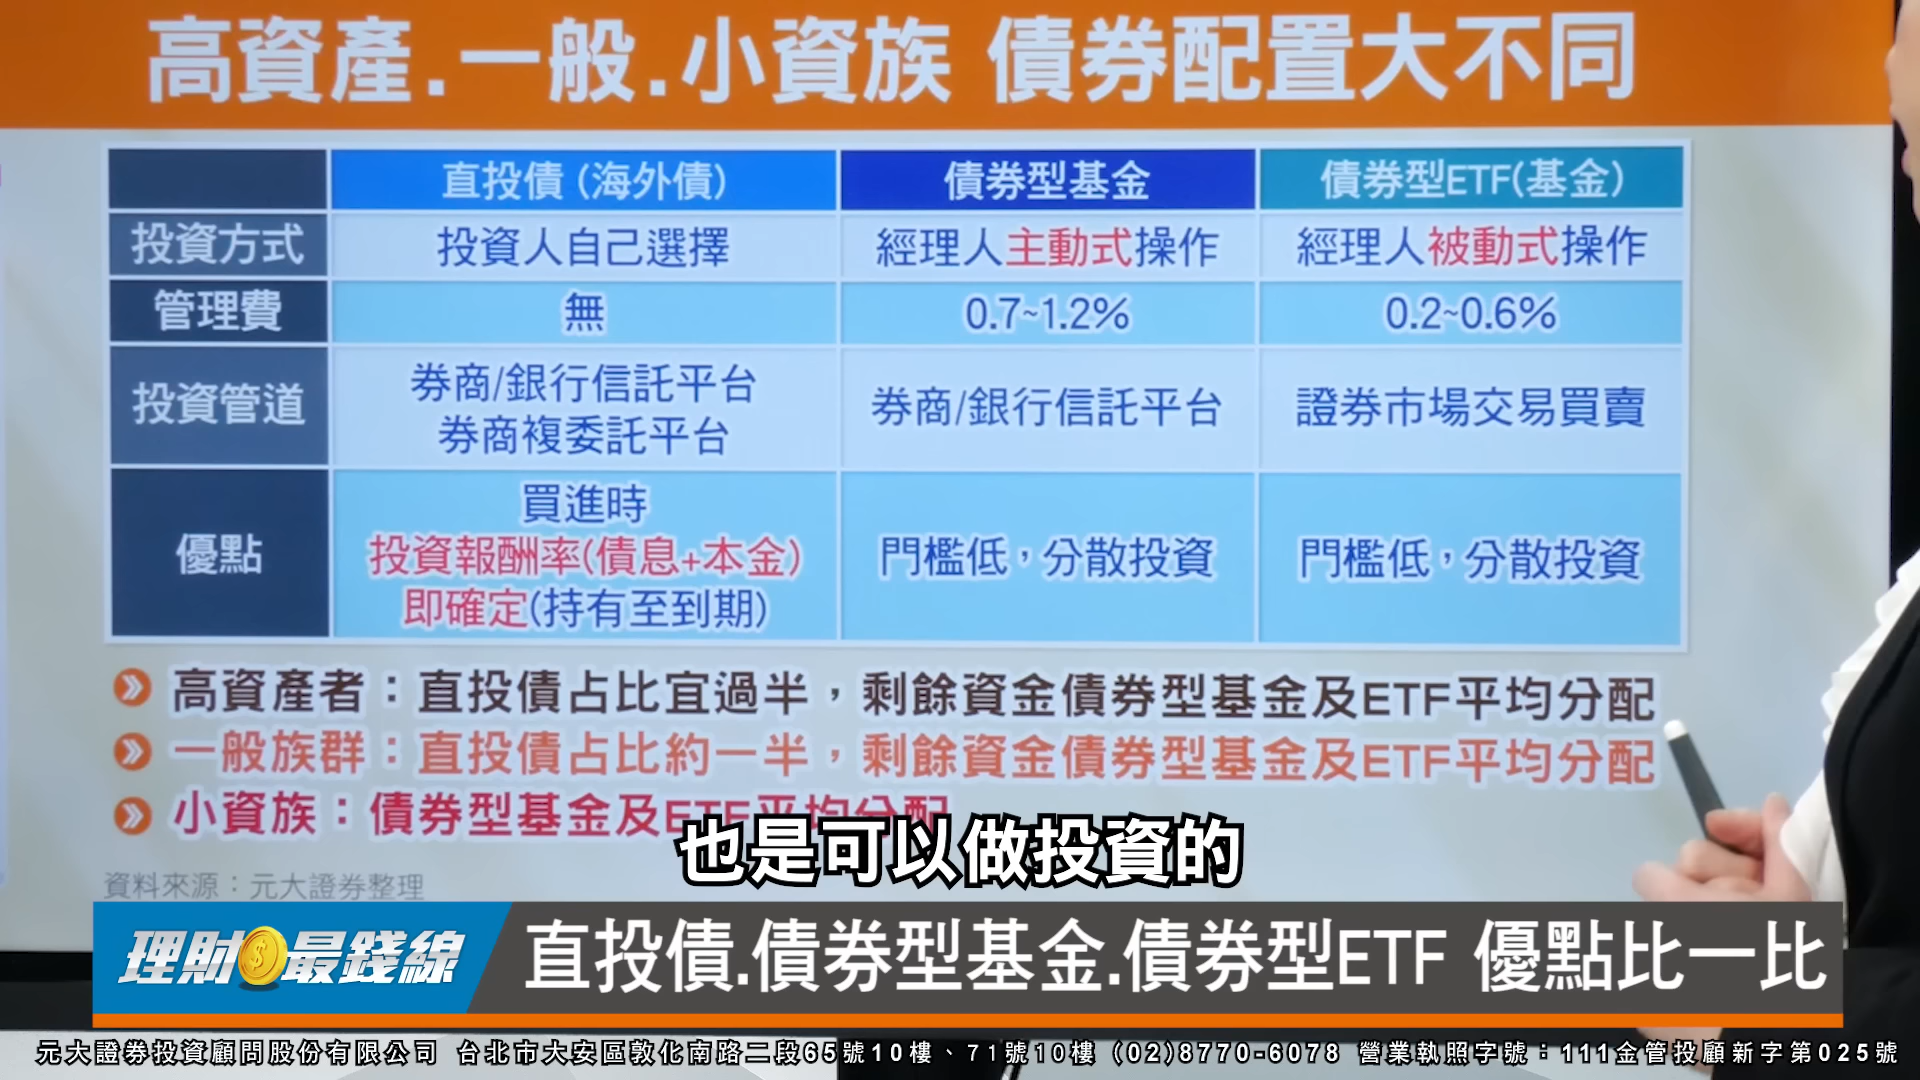 高資產.一般.小資族 債券配置大不同
直投債(海外債) 債券型基金 債券型ETF(基金)
投資方式 投資人自己選擇 經理人主動式操作 經理人被動式操作
管理費 無 0.7~1.2% 0.2~0.6%
投資管道 券商/銀行信託平台 券商複委託平台 券商/銀行信託平台 證券市場交易買賣
優點 買進時 投資報酬率(債息+本金) 即確定(持有至到期) 門檻低，分散投資 門檻低，分散投資
高資產者：直投債占比宜過半，剩餘資金債券型基金及ETF平均分配
一般族群：直投債占比約一半，剩餘資金債券型基金及ETF平均分配
小資族：債券型基金及ETF平均分配
也是可以做投資的
資料來源：元大證券整理
理財最錢線 直投債.債券型基金.債券型ETF 優點比一比
元大證券投資顧問股份有限公司 台北市大安區敦化南路二段65號10樓、71號10樓 (02)8770-6078 營業執照字號：111金管投顧新字第025號